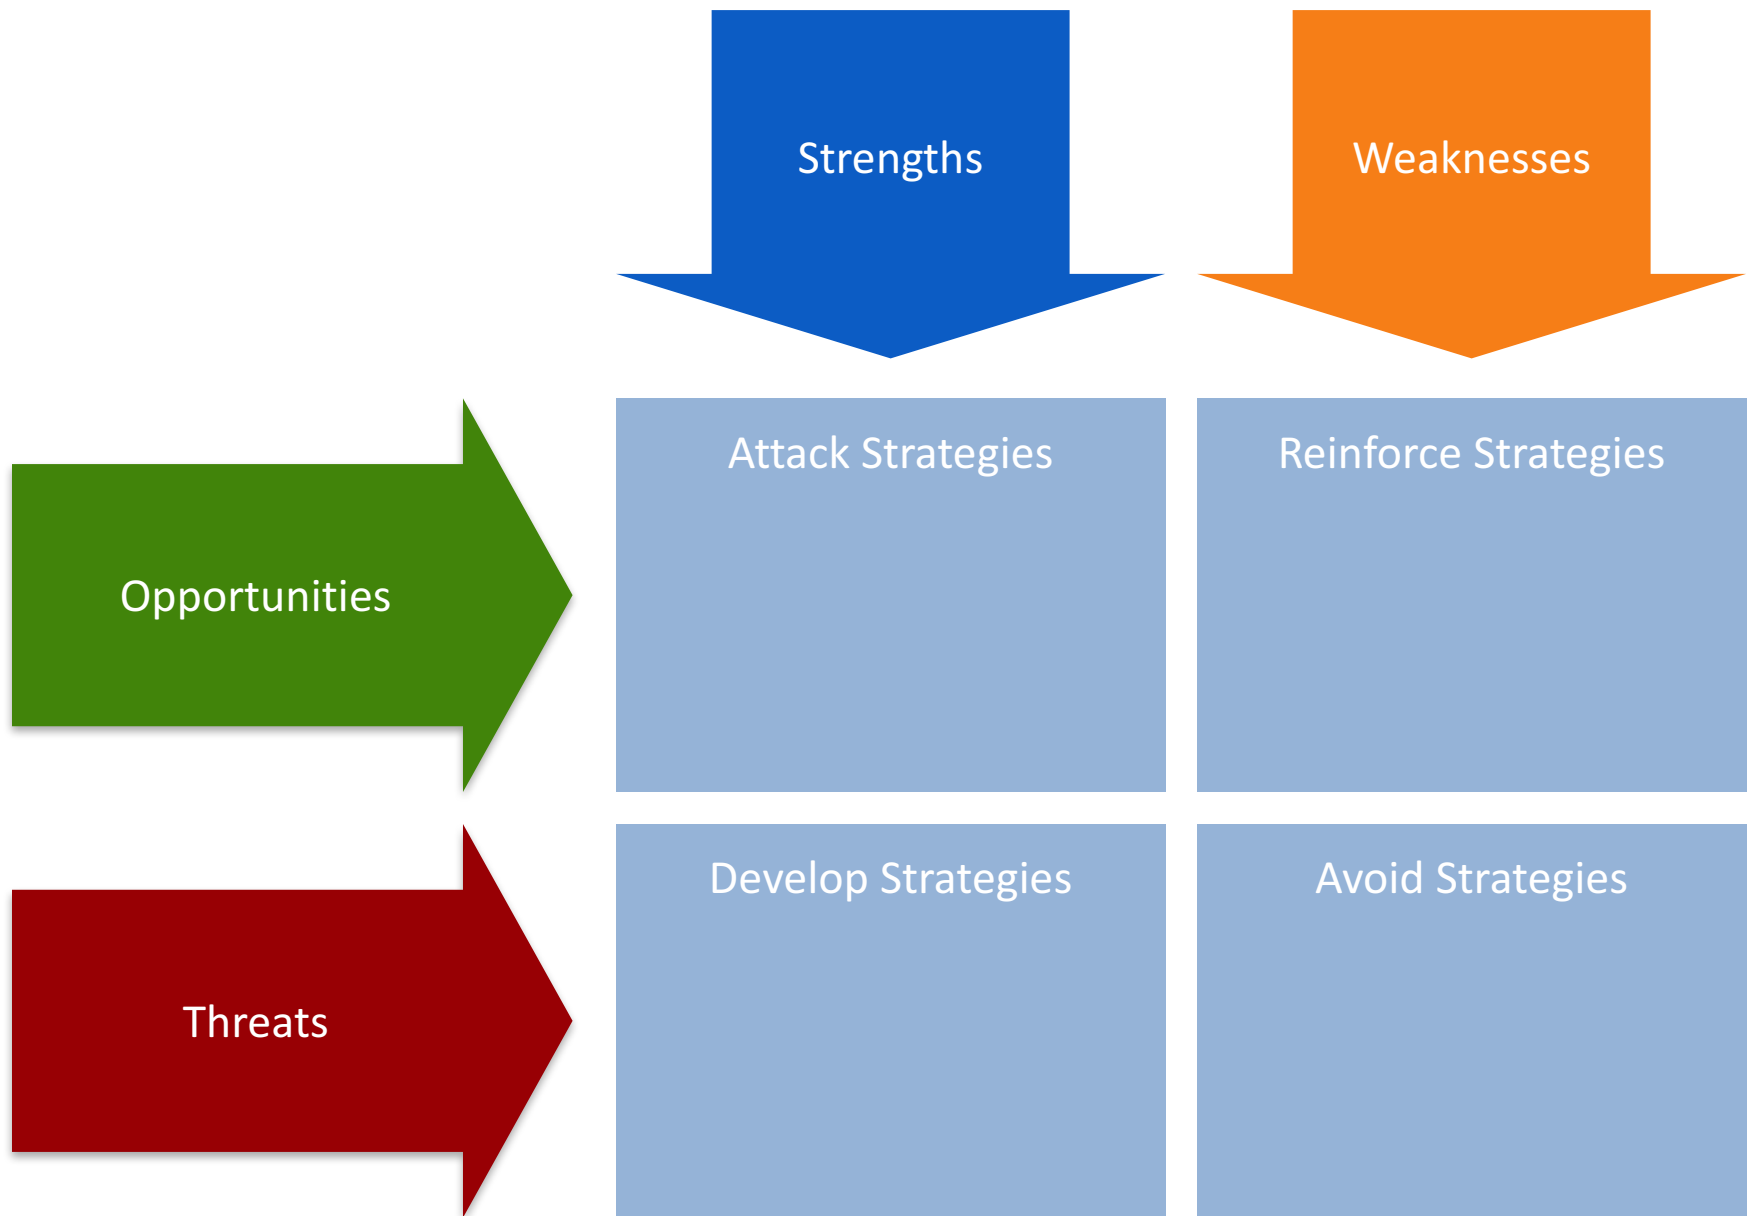 Strengths
Weaknesses
Opportunities
Attack Strategies
Reinforce Strategies
Threats
Develop Strategies
Avoid Strategies